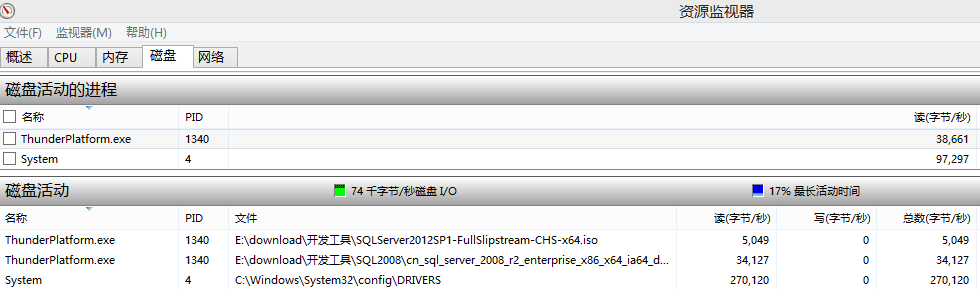 资源监视器
文件(F) 监视器(M) 帮助(H)
概述 CPU 内存 磁盘 网络
磁盘活动的进程
名称 PID 读(字节/秒)
ThunderPlatform.exe 1340 38,661
System 4 97,297
磁盘活动 74 千字节/秒磁盘 I/O 17% 最长活动时间
名称 PID 文件 读(字节/秒) 写(字节/秒) 总数(字节/秒)
ThunderPlatform.exe 1340 E:\download\开发工具\SQLServer2012SP1-FullSlipstream-CHS-x64.iso 5,049 0 5,049
ThunderPlatform.exe 1340 E:\download\开发工具\SQL2008\cn_sql_server_2008_r2_enterprise_x86_x64_ia64_d... 34,127 0 34,127
System 4 C:\Windows\System32\config\DRIVERS 270,120 0 270,120